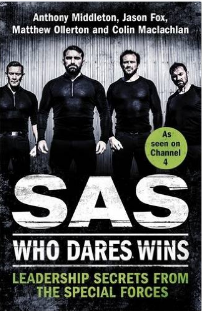 Anthony Middleton, Jason Fox,
Matthew Ollerton and Colin Maclachlan
As
seen on
Channel
4
SAS
WHO DARES WINS
LEADERSHIP SECRETS FROM
THE SPECIAL FORCES